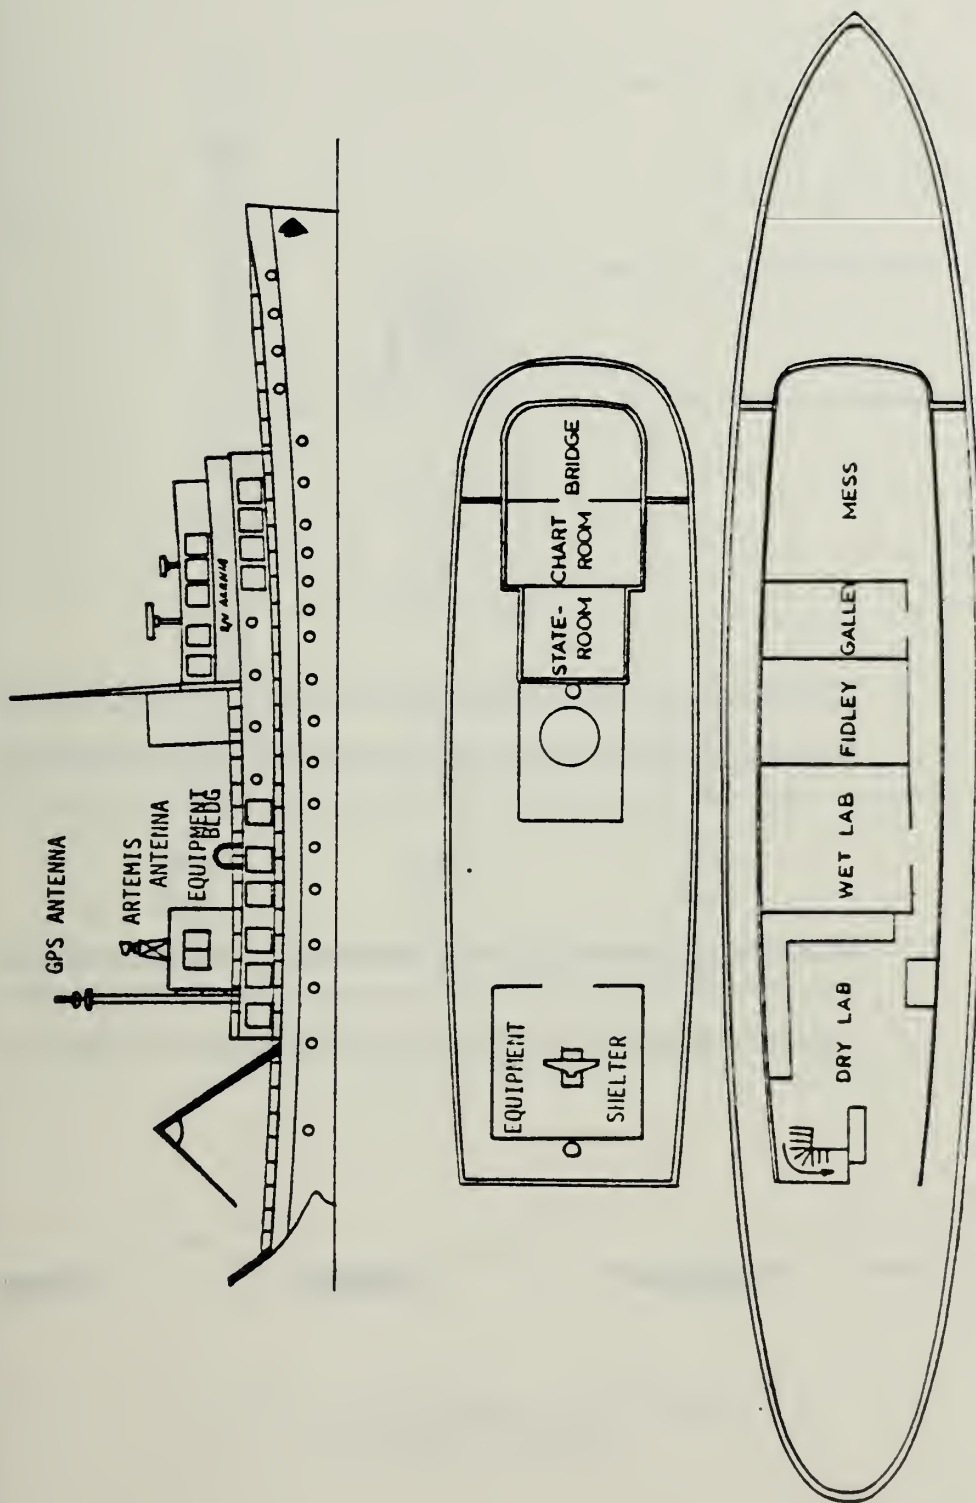 GPS ANTENNA
ARTEMIS
ANTENNA
EQUIPMENT
BLDG
R/V ACANIA
EQUIPMENT
SHELTER
STATE-
ROOM
CHART
ROOM
BRIDGE
DRY LAB
WET LAB
FIDLEY
GALLEY
MESS